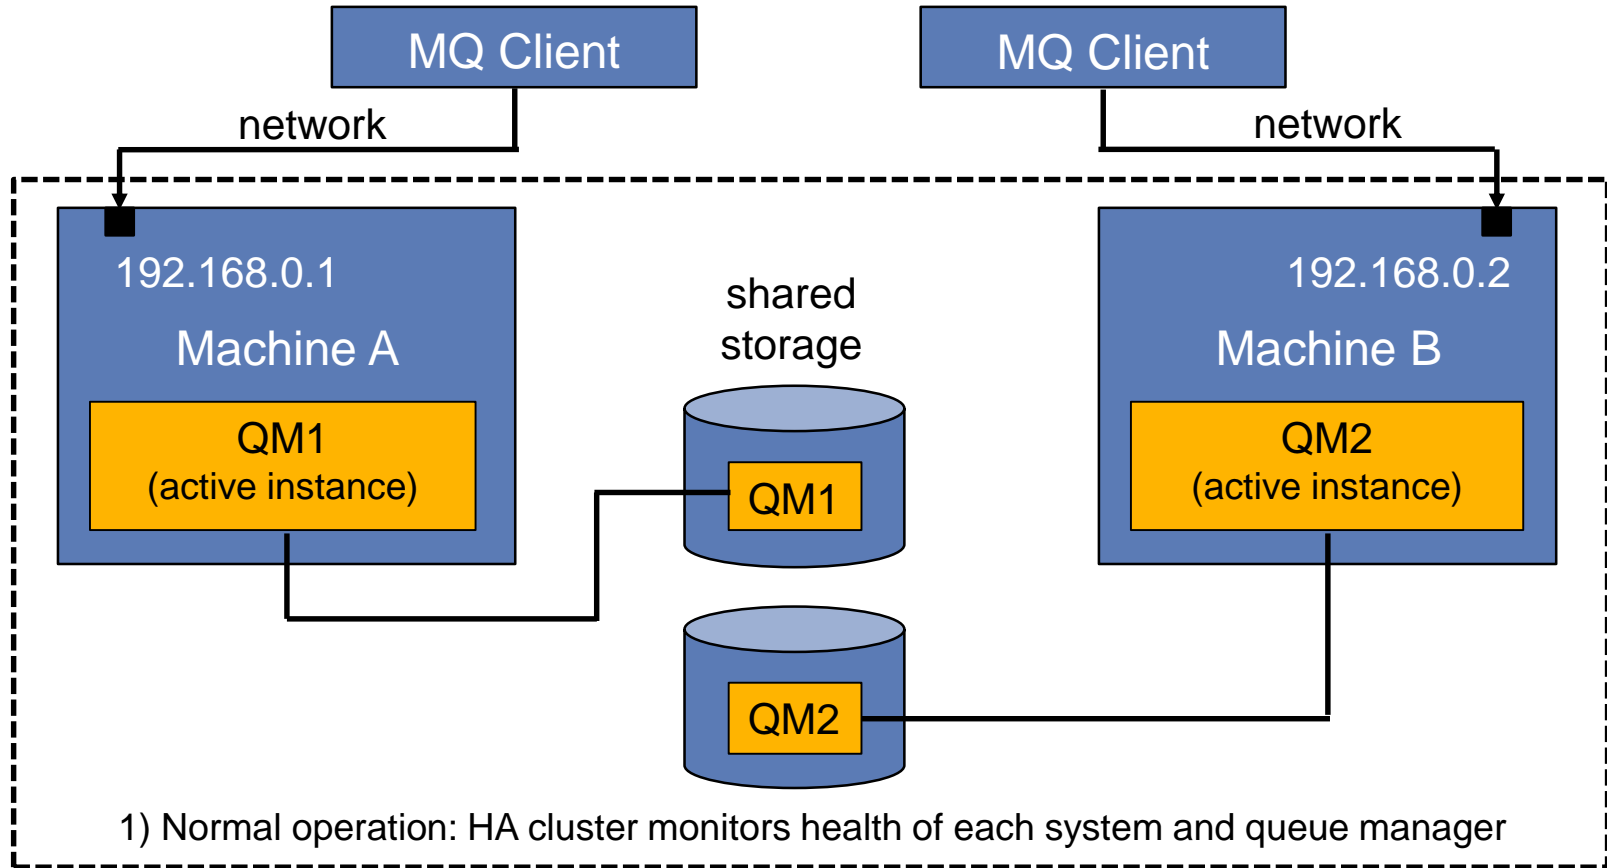 MQ Client
MQ Client
network
network
192.168.0.1
Machine A
QM1
(active instance)
shared
storage
QM1
QM2
192.168.0.2
Machine B
QM2
(active instance)
1) Normal operation: HA cluster monitors health of each system and queue manager